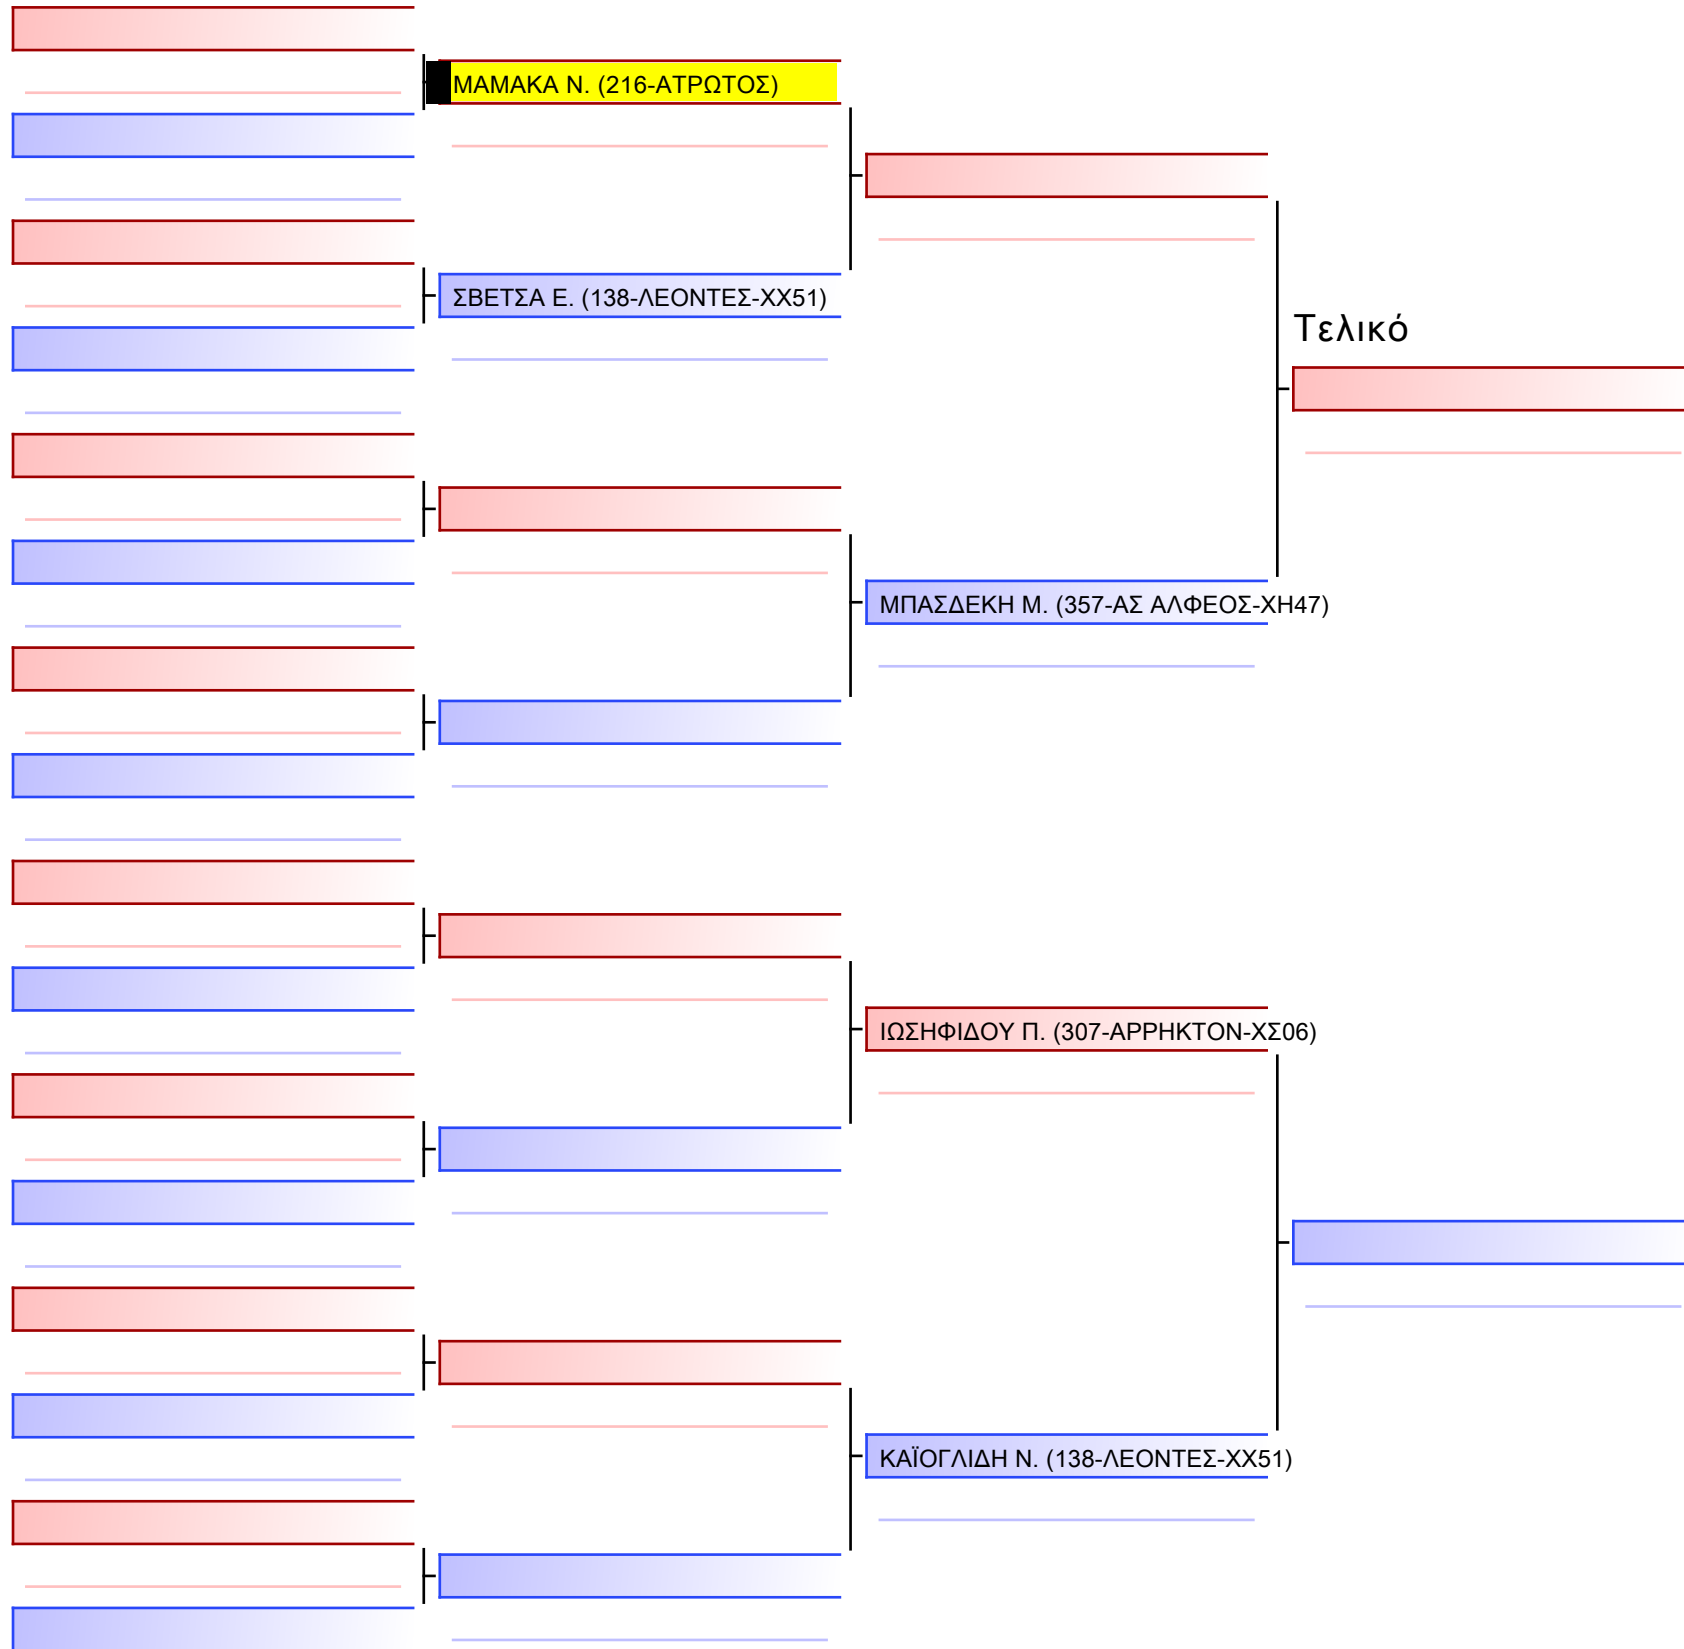 ΜΑΜΑΚΑ Ν. (216-ΑΤΡΩΤΟΣ)
ΣΒΕΤΣΑ Ε. (138-ΛΕΟΝΤΕΣ-ΧΧ51)
Τελικό
ΜΠΑΣΔΕΚΗ Μ. (357-ΑΣ ΑΛΦΕΟΣ-ΧΗ47)
ΙΩΣΗΦΙΔΟΥ Π. (307-ΑΡΡΗΚΤΟΝ-ΧΣ06)
ΚΑΪΟΓΛΙΔΗ Ν. (138-ΛΕΟΝΤΕΣ-ΧΧ51)